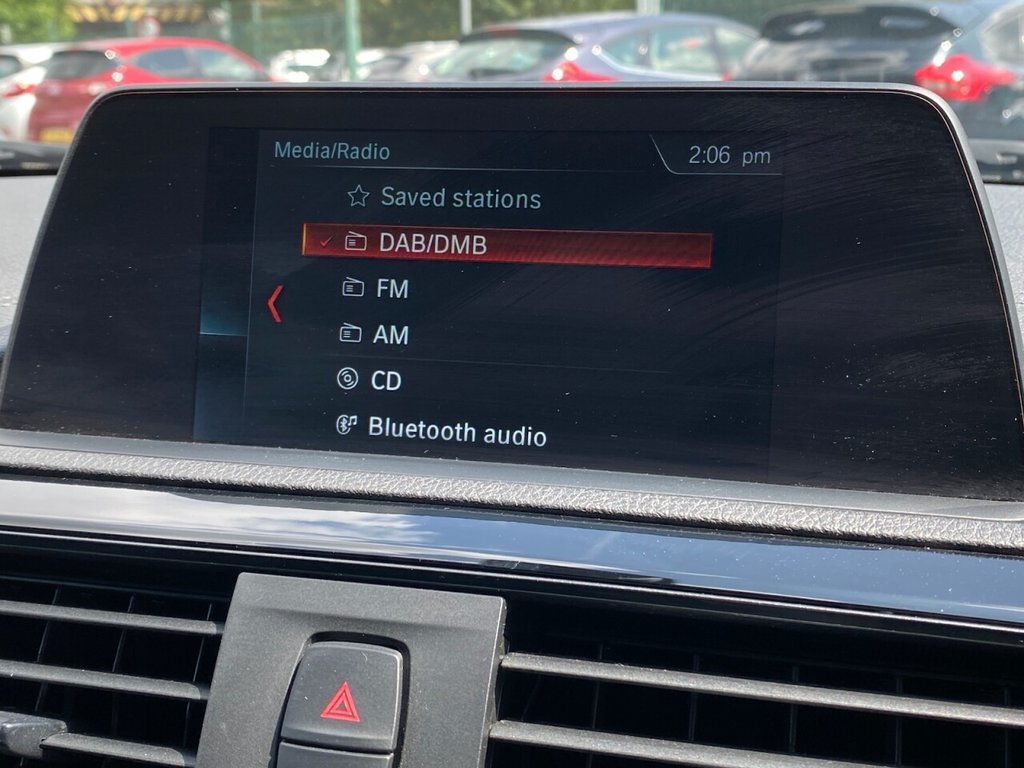 Media/Radio
2:06 pm
Saved stations
DAB/DMB
FM
AM
CD
Bluetooth audio